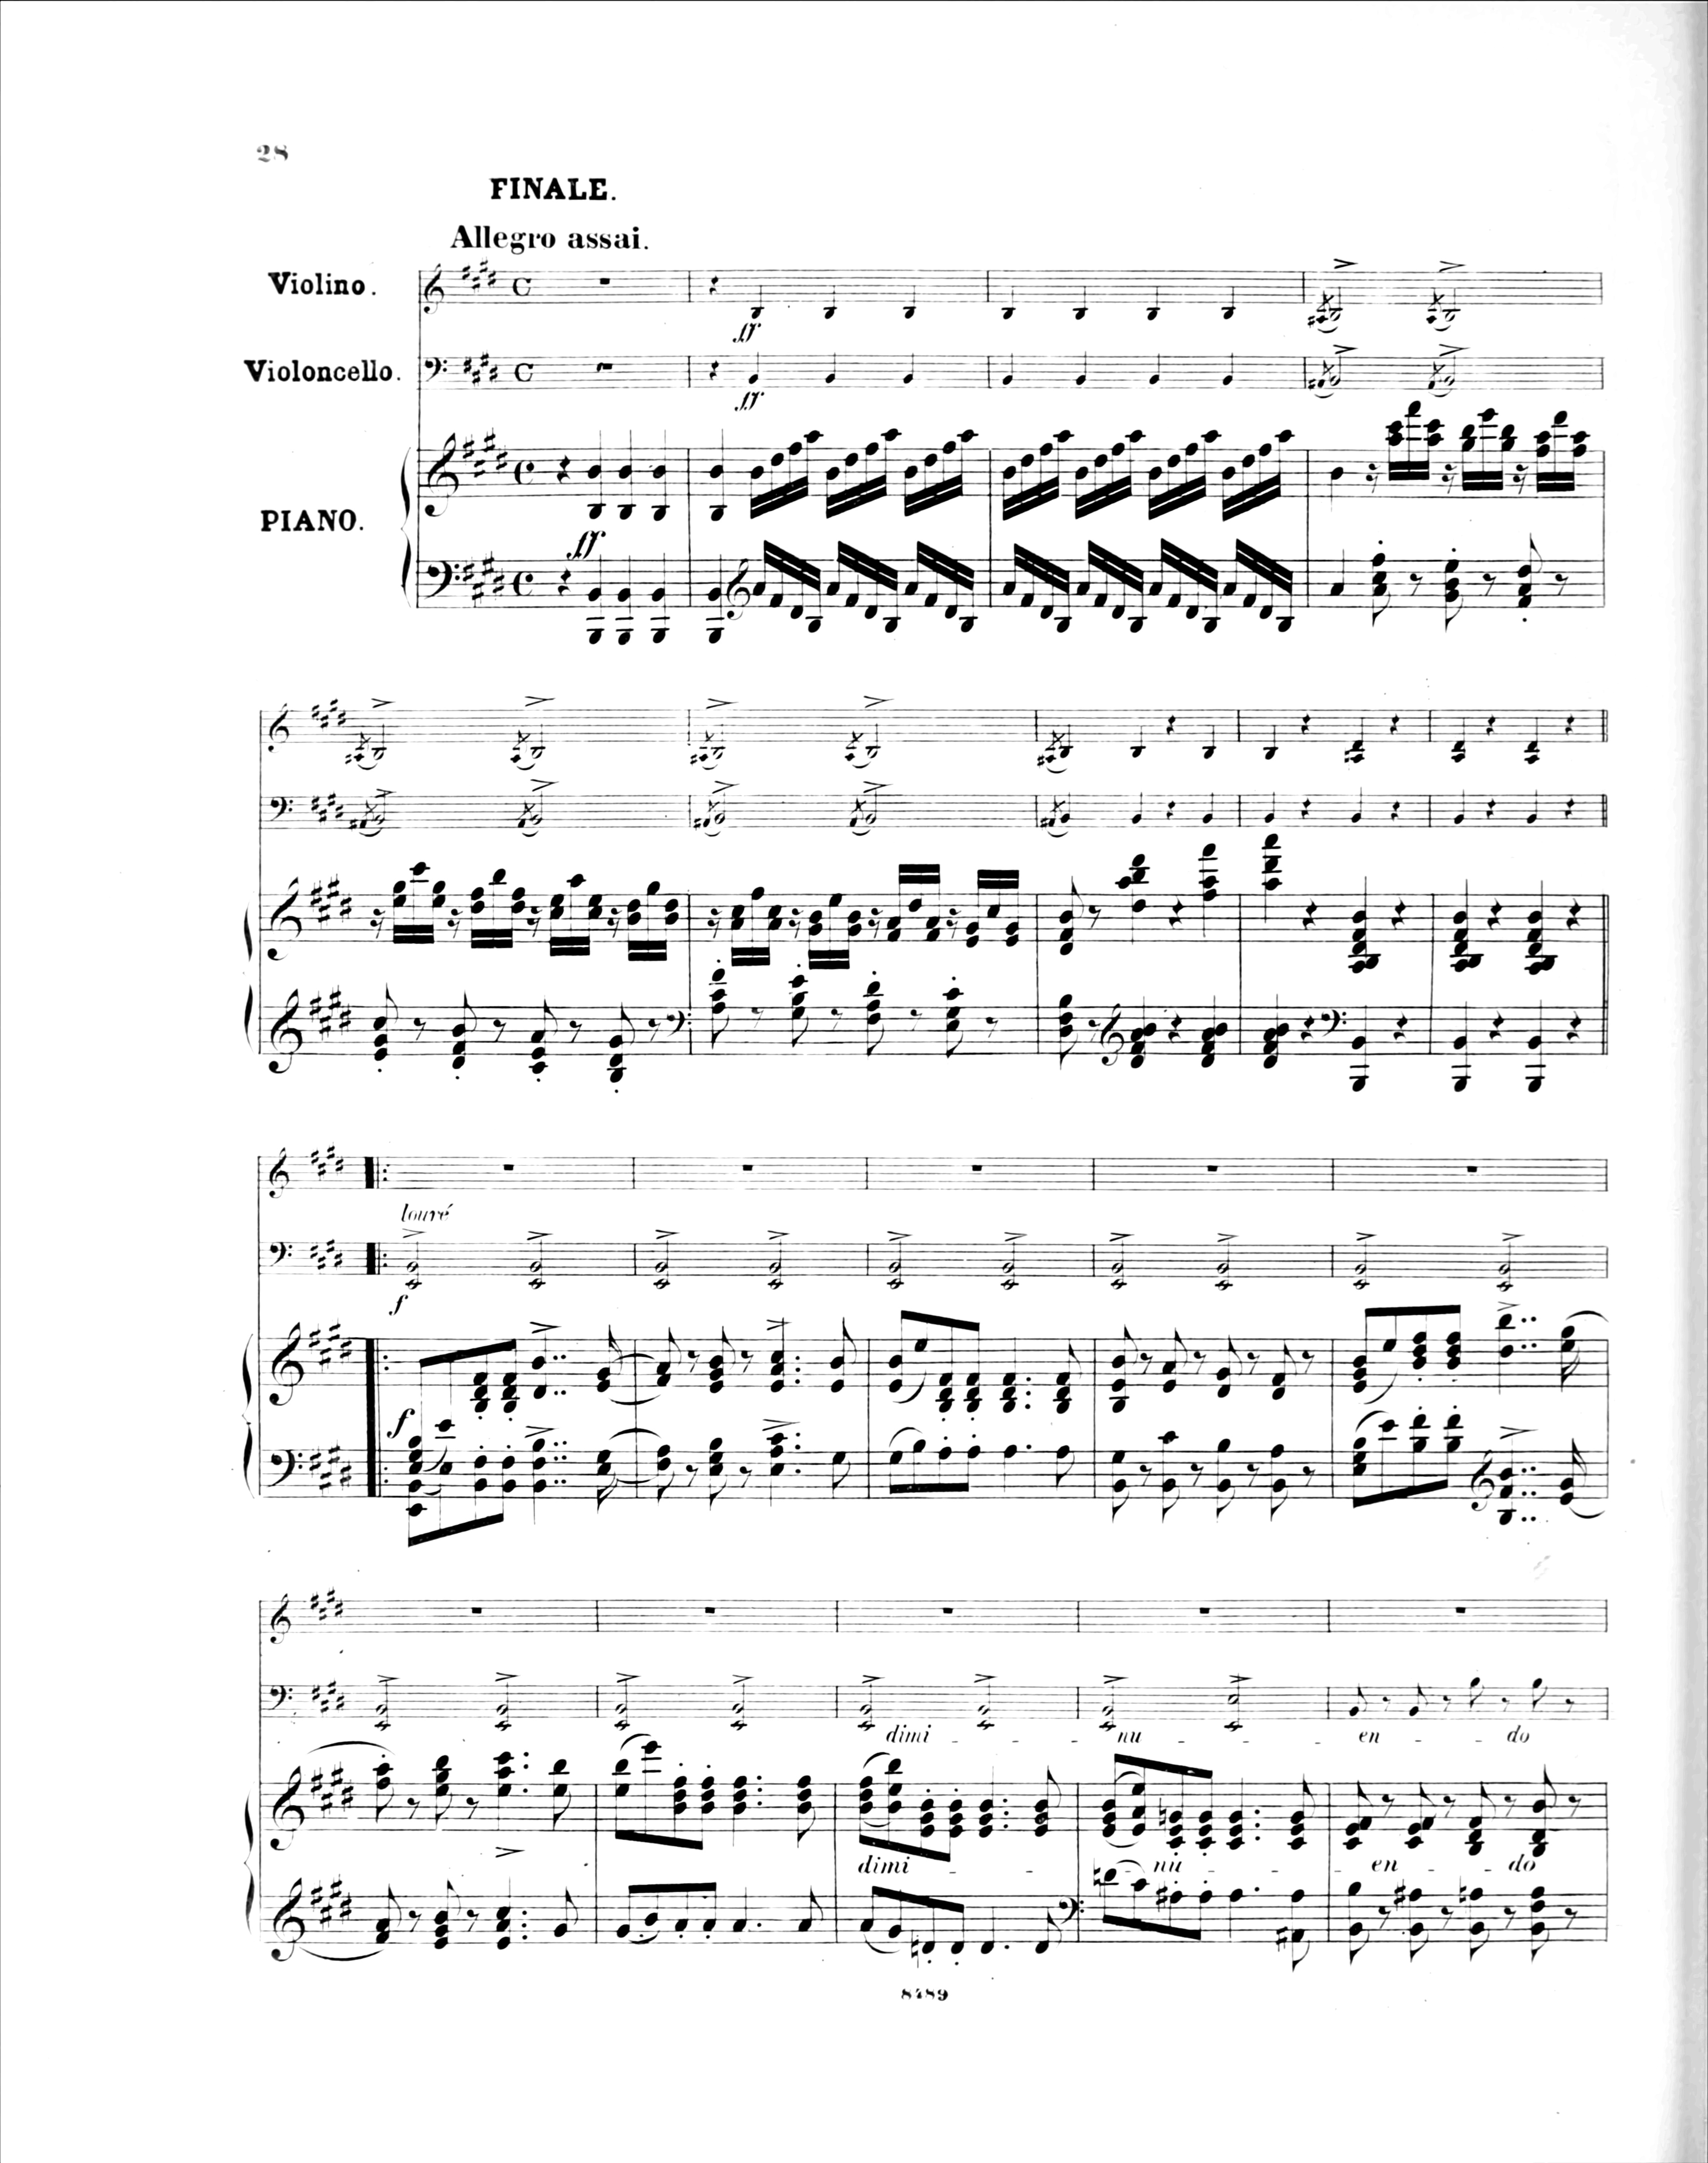 28
FINALE.
Allegro assai.
Violino.
Violoncello.
PIANO.
ff
ff
ff
louré
f
f
dimi - - - nu - - - en - - do
dimi - - - nu - - - en - - do
8489